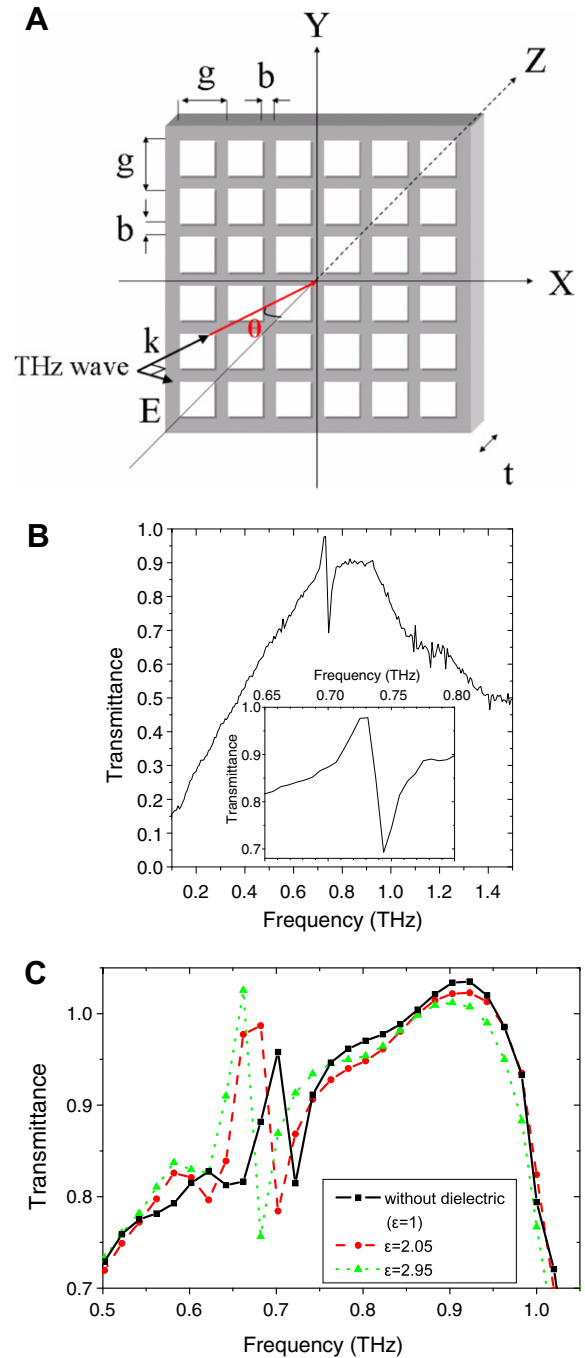 A
Y
Z
g
b
g
b
X
θ
k
THz wave
E
t
B
1.0
0.9
0.8
0.7
0.6
0.5
0.4
0.3
0.2
0.1
0.0
Transmittance
Frequency (THz)
0.65 0.70 0.75 0.80
1.0
0.9
0.8
0.7
Transmittance
0.2 0.4 0.6 0.8 1.0 1.2 1.4
Frequency (THz)
C
1.0
0.9
0.8
0.7
Transmittance
without dielectric
(ε=1)
ε=2.05
ε=2.95
0.5 0.6 0.7 0.8 0.9 1.0
Frequency (THz)